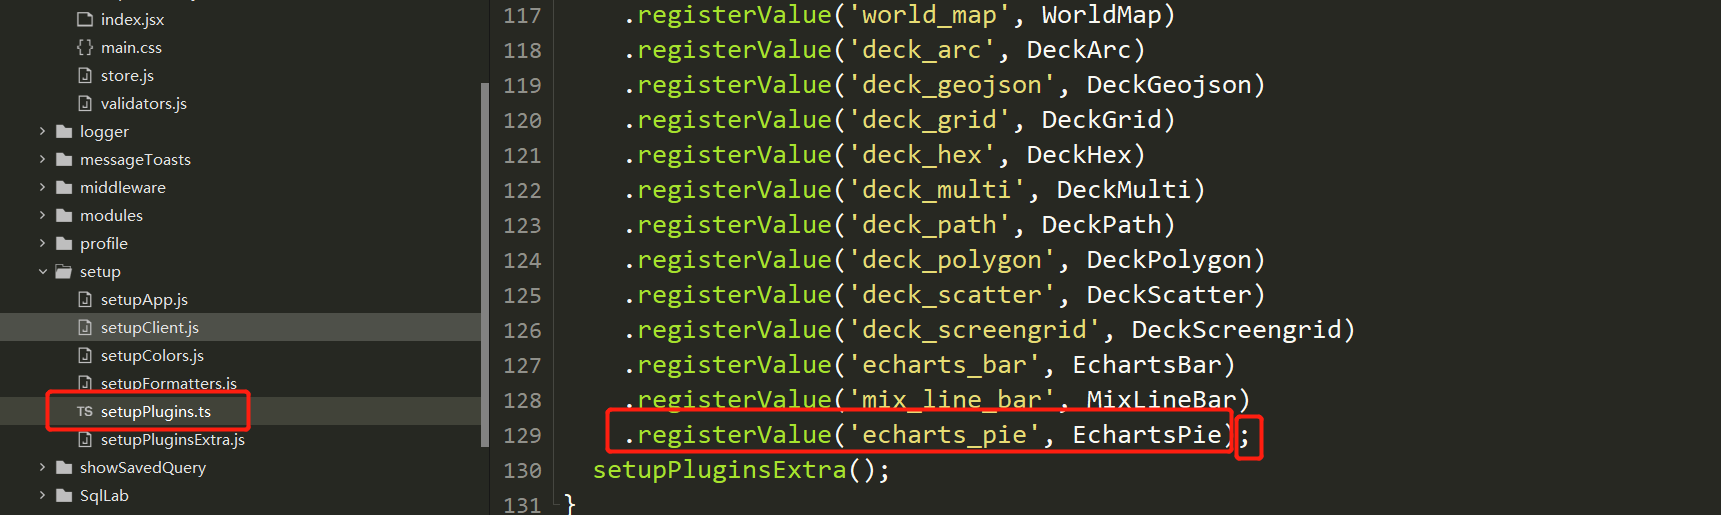 index.jsx
{} main.css
store.js
validators.js
logger
messageToasts
middleware
modules
profile
setup
setupApp.js
setupClient.js
setupColors.js
setupFormatters.js
TS setupPlugins.ts
setupPluginsExtra.js
showSavedQuery
SqlLab
117 .registerValue('world_map', WorldMap)
118 .registerValue('deck_arc', DeckArc)
119 .registerValue('deck_geojson', DeckGeojson)
120 .registerValue('deck_grid', DeckGrid)
121 .registerValue('deck_hex', DeckHex)
122 .registerValue('deck_multi', DeckMulti)
123 .registerValue('deck_path', DeckPath)
124 .registerValue('deck_polygon', DeckPolygon)
125 .registerValue('deck_scatter', DeckScatter)
126 .registerValue('deck_screengrid', DeckScreengrid)
127 .registerValue('echarts_bar', EchartsBar)
128 .registerValue('mix_line_bar', MixLineBar)
129 .registerValue('echarts_pie', EchartsPie);
130 setupPluginsExtra();
131 }